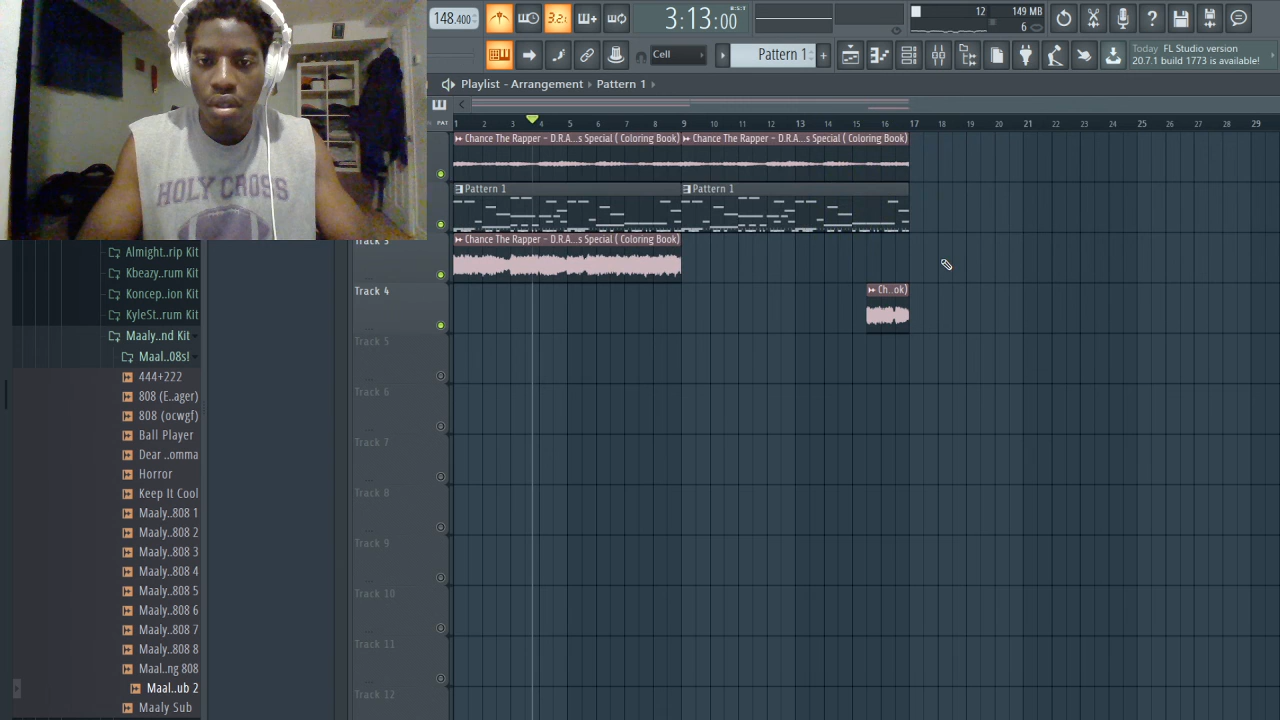 148.400
3.2:
3:13:00
B:S:T
12
149 MB
6
Cell
Pattern 1
Today
FL Studio version
20.7.1 build 1773 is available!
Playlist - Arrangement
Pattern 1
PAT
1 2 3 4 5 6 7 8 9 10 11 12 13 14 15 16 17 18 19 20 21 22 23 24 25 26 27 28 29
Chance The Rapper - D.R.A...s Special ( Coloring Book)
Chance The Rapper - D.R.A...s Special ( Coloring Book)
Pattern 1
Pattern 1
Track 3
Chance The Rapper - D.R.A...s Special ( Coloring Book)
Track 4
Ch..ok)
Track 5
Track 6
Track 7
Track 8
Track 9
Track 10
Track 11
Track 12
HOLY CROSS
Almight..rip Kit
Kbeazy..rum Kit
Koncep..ion Kit
KyleSt..rum Kit
Maaly..nd Kit
Maal..08s!
444+222
808 (E..ager)
808 (ocwgf)
Ball Player
Dear ..omma
Horror
Keep It Cool
Maaly..808 1
Maaly..808 2
Maaly..808 3
Maaly..808 4
Maaly..808 5
Maaly..808 6
Maaly..808 7
Maaly..808 8
Maal..ng 808
Maal..ub 2
Maaly Sub